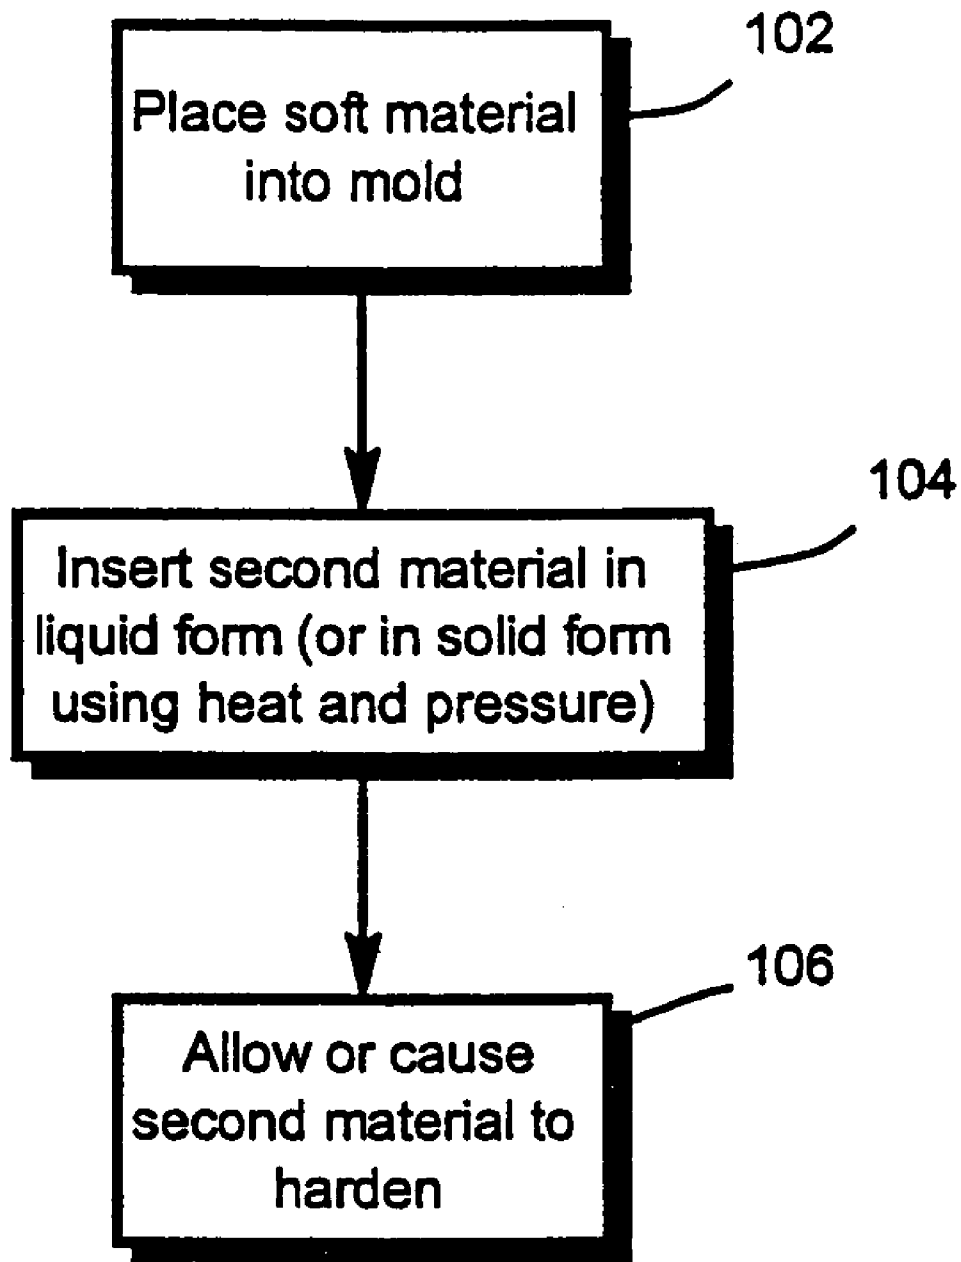 102
Place soft material
into mold
104
Insert second material in
liquid form (or in solid form
using heat and pressure)
106
Allow or cause
second material to
harden